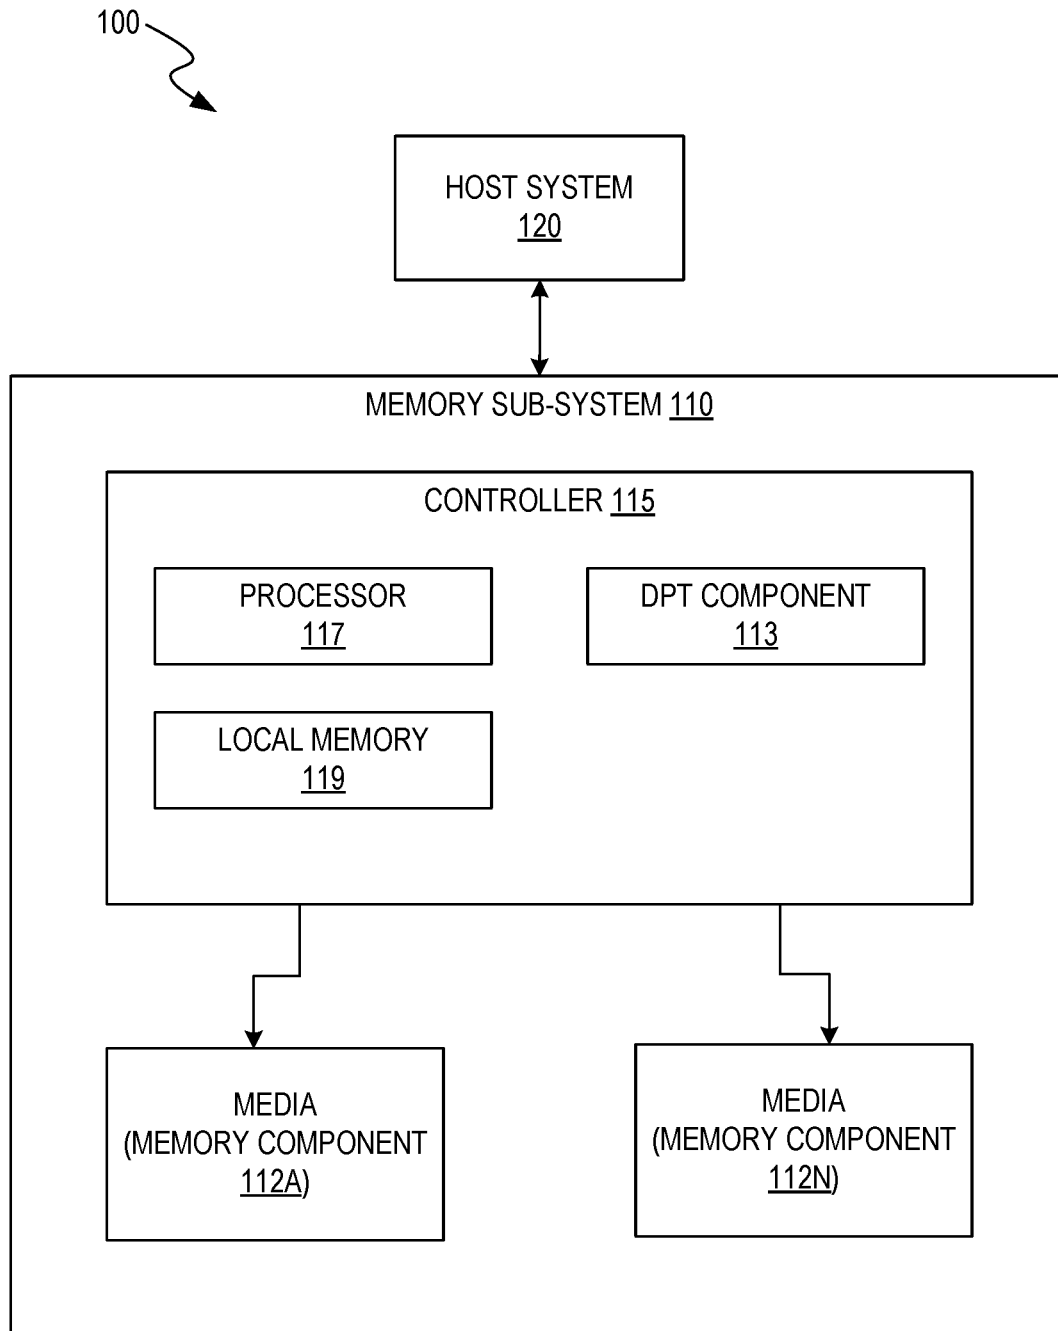 100
HOST SYSTEM
120
MEMORY SUB-SYSTEM 110
CONTROLLER 115
PROCESSOR
117
DPT COMPONENT
113
LOCAL MEMORY
119
MEDIA
(MEMORY COMPONENT
112A)
MEDIA
(MEMORY COMPONENT
112N)